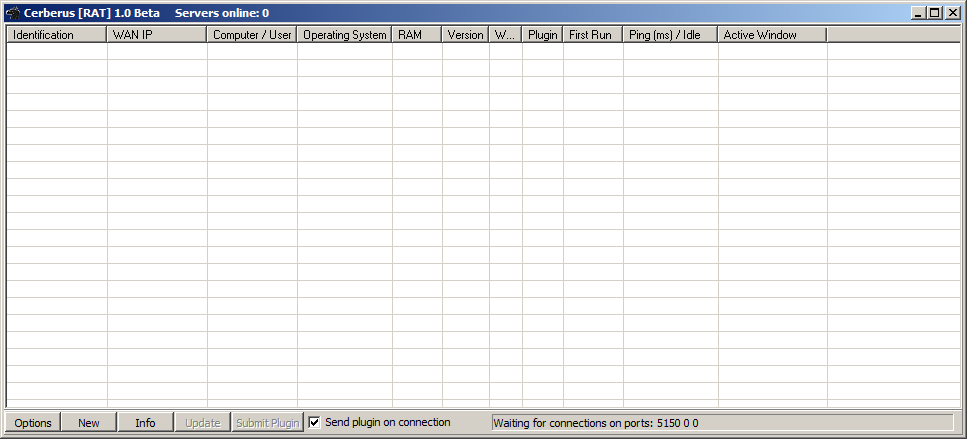 Cerberus [RAT] 1.0 Beta Servers online: 0
Identification WAN IP Computer / User Operating System RAM Version W... Plugin First Run Ping (ms) / Idle Active Window
Options New Info Update Submit Plugin Send plugin on connection Waiting for connections on ports: 5150 0 0